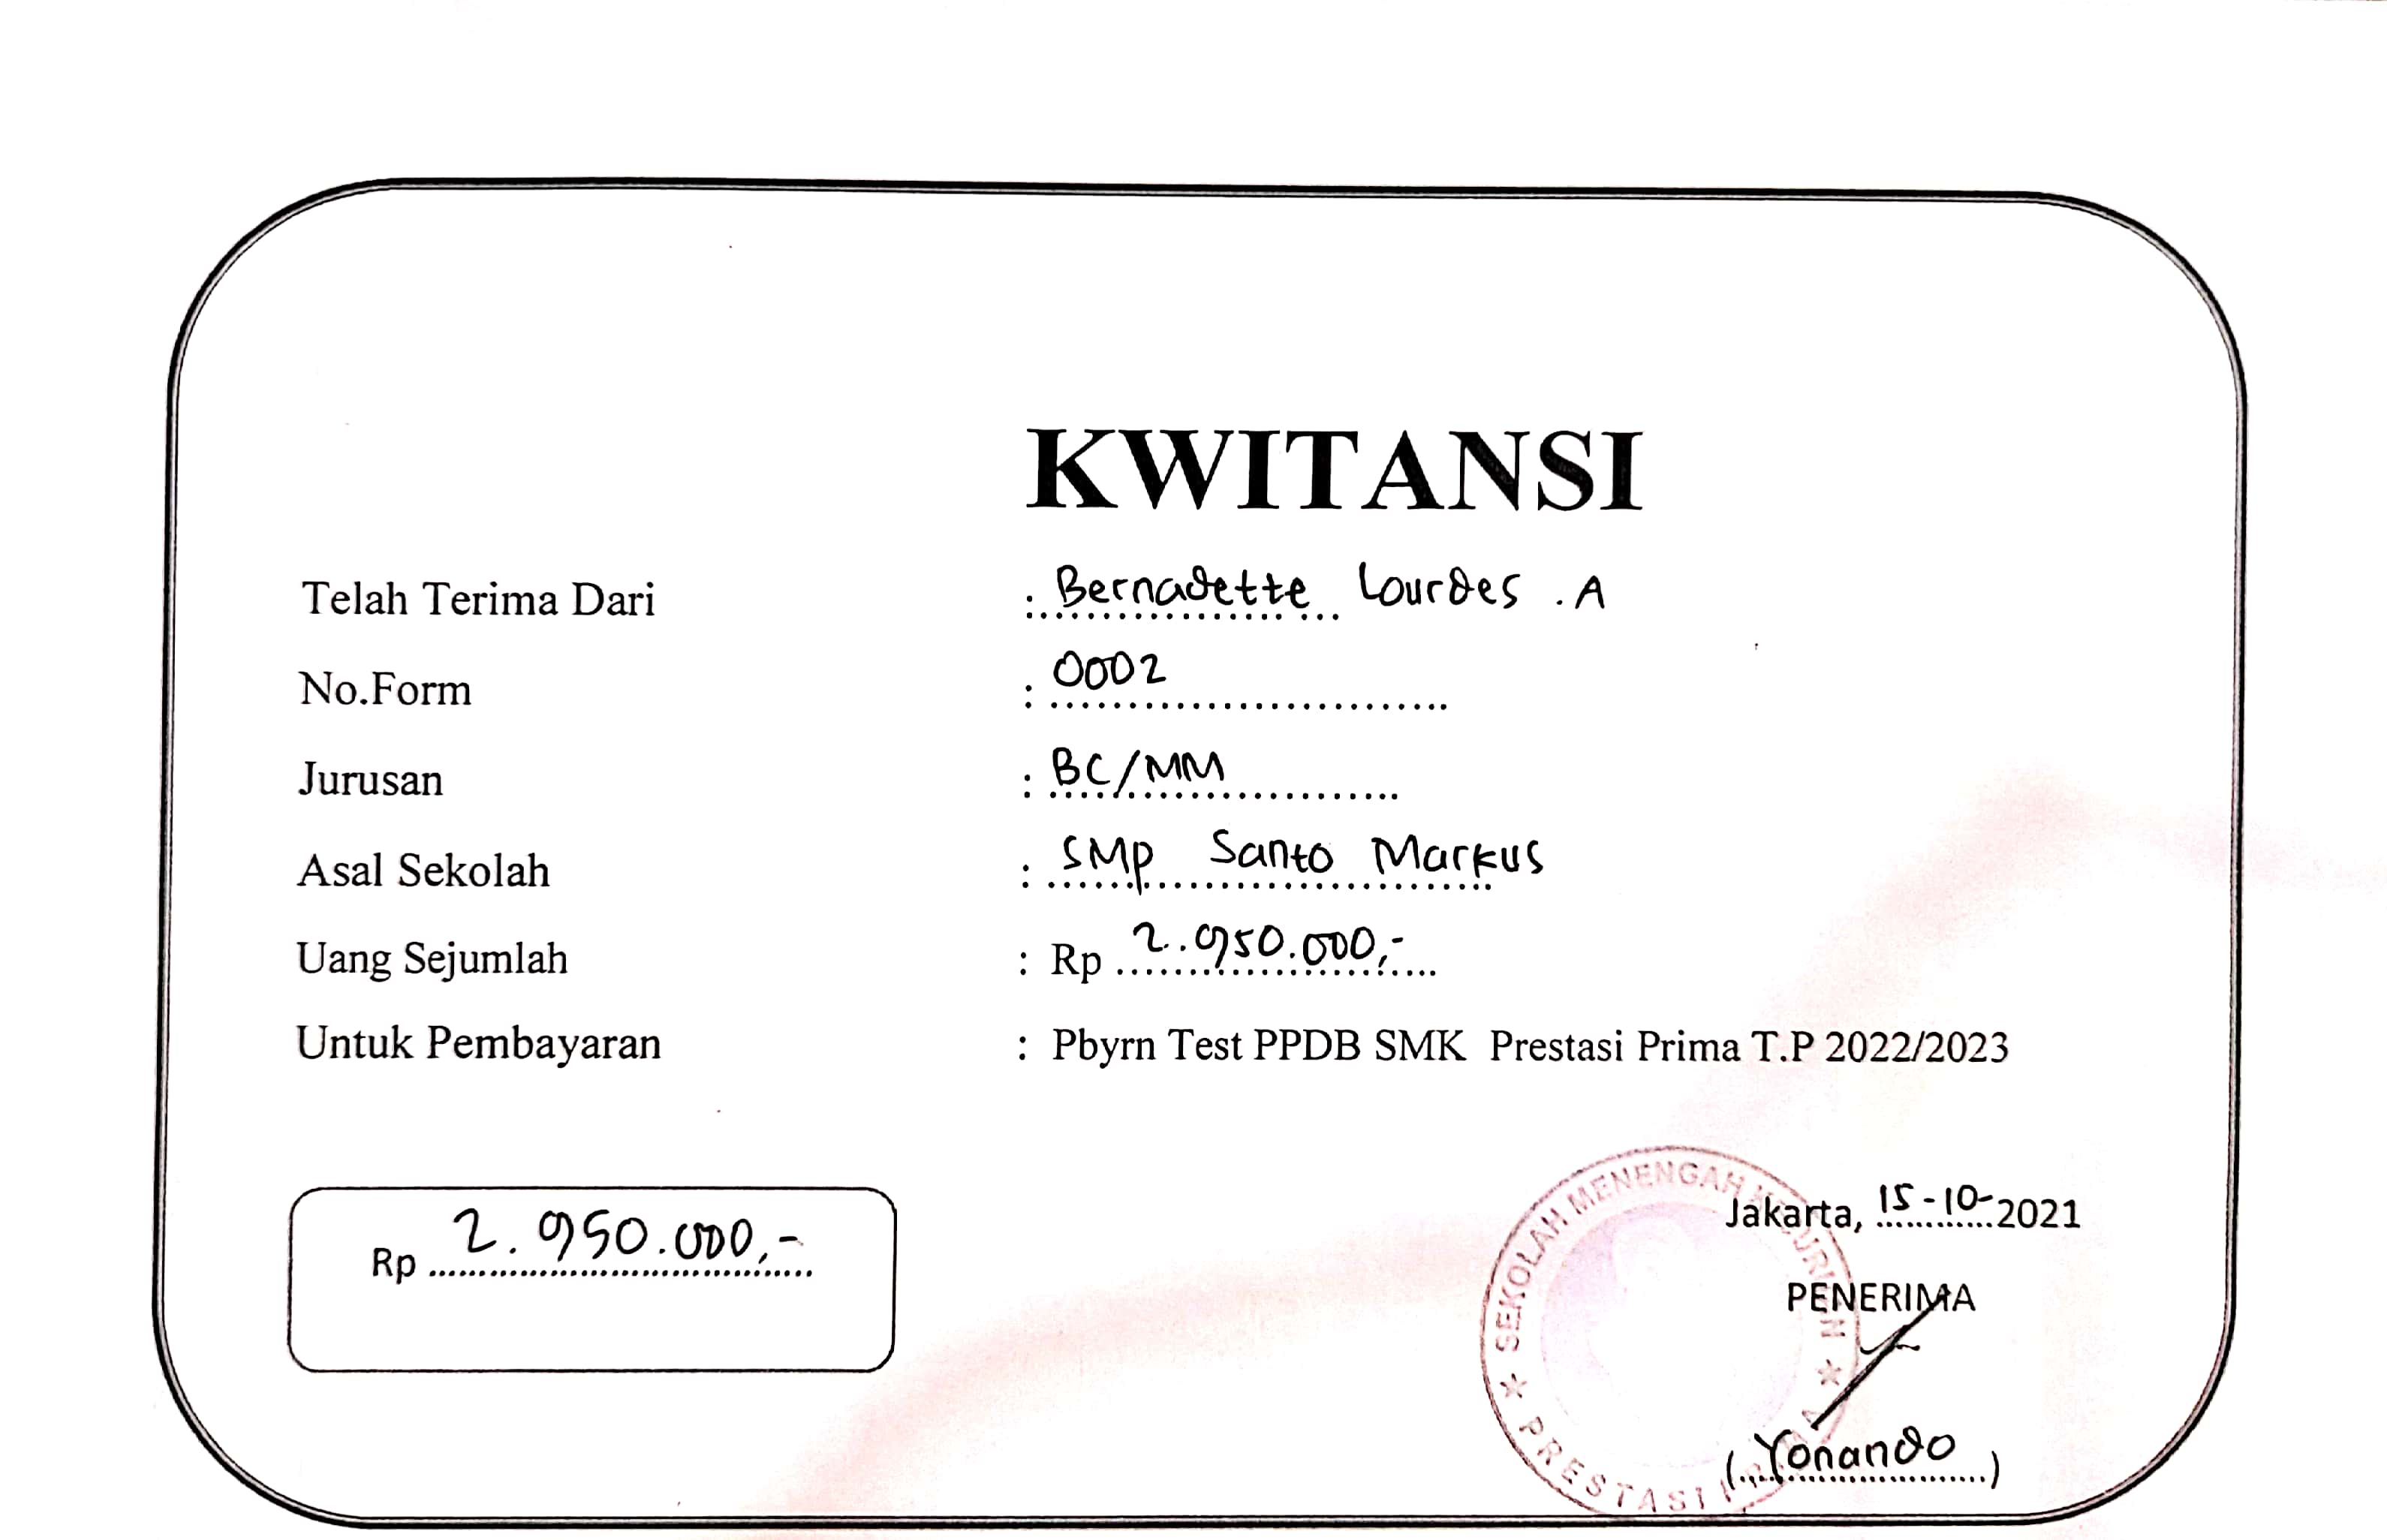 KWITANSI
Telah Terima Dari : Bernadette Lourdes .A
No.Form : 0002
Jurusan : BC/MM
Asal Sekolah : SMP Santo Markus
Uang Sejumlah : Rp 2.950.000,-
Untuk Pembayaran : Pbyrn Test PPDB SMK Prestasi Prima T.P 2022/2023
Rp 2.950.000,-
Jakarta, 15-10-2021
PENERIMA
(Yonando)
SEKOLAH MENENGAH
PRESTASI